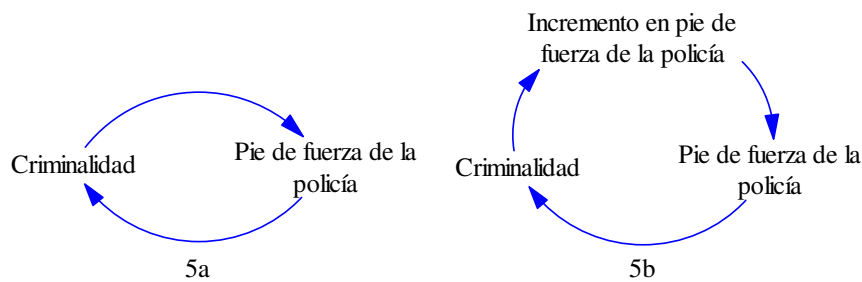 Criminalidad
Pie de fuerza de la
policía
5a
Incremento en pie de
fuerza de la policía
Criminalidad
Pie de fuerza de la
policía
5b